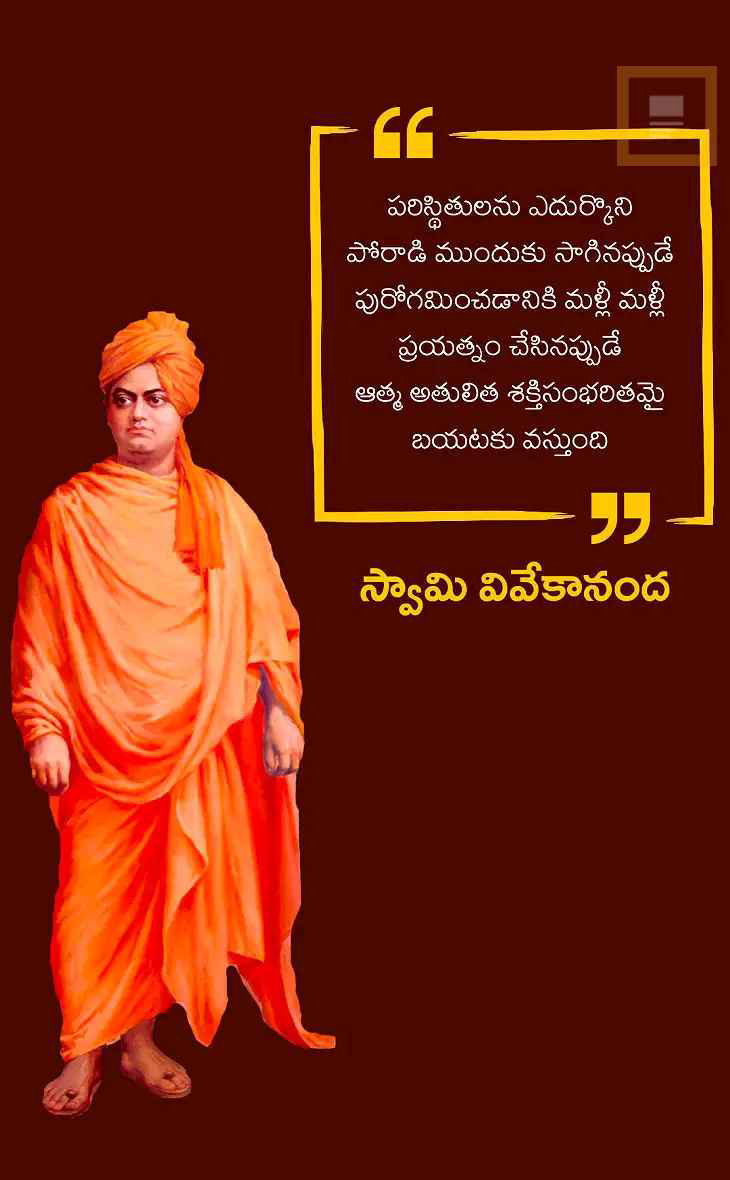 పరిస్థితులను ఎదుర్కొని
పోరాడి ముందుకు సాగినప్పుడే
పురోగమించడానికి మళ్లీ మళ్లీ
ప్రయత్నం చేసినప్పుడే
ఆత్మ అతులిత శక్తిసంభరితమై
బయటకు వస్తుంది
స్వామి వివేకానంద